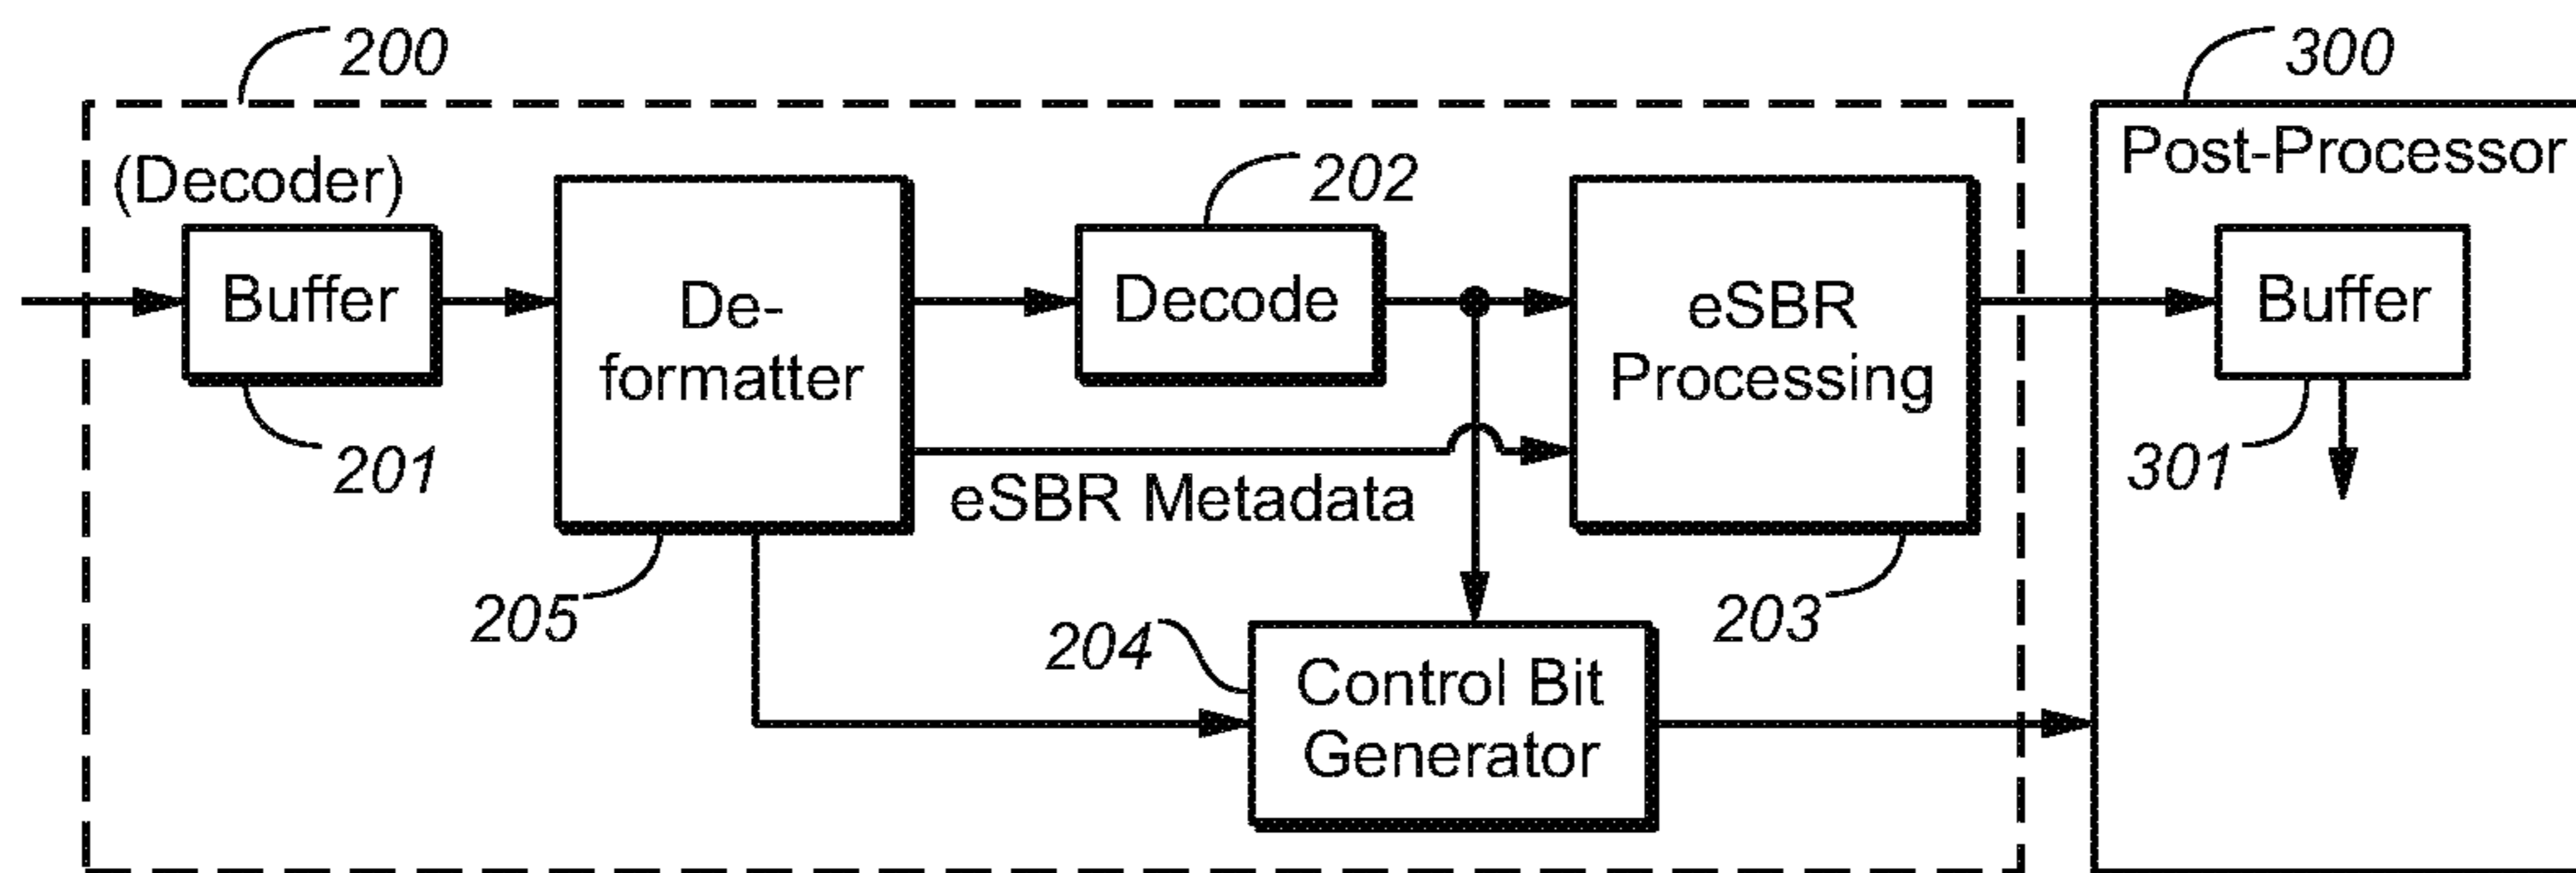 200
300
(Decoder)
Post-Processor
202
Buffer
De-
formatter
Decode
eSBR
Processing
Buffer
201
eSBR Metadata
301
205
204
203
Control Bit
Generator